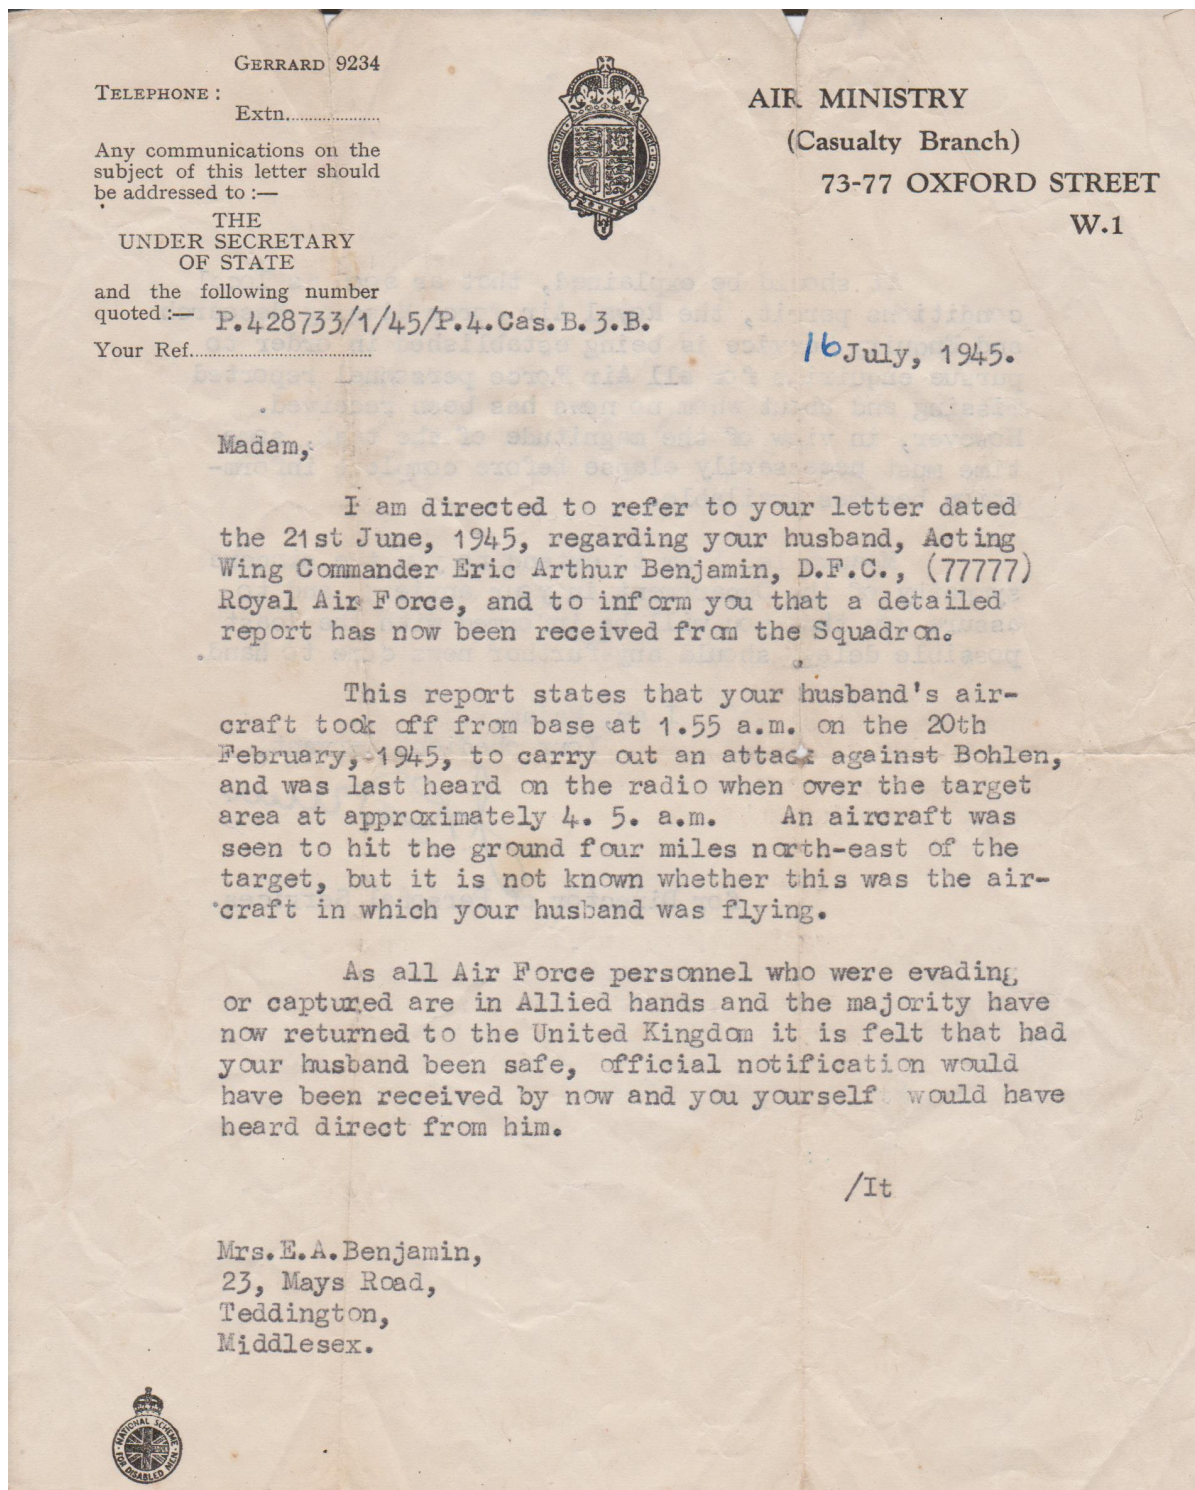 GERRARD 9234
TELEPHONE :
Extn.....................
Any communications on the
subject of this letter should
be addressed to :—
THE
UNDER SECRETARY
OF STATE
and the following number
quoted :— P.428733/1/45/P.4.Cas.B.3.B.
Your Ref.....................................
AIR MINISTRY
(Casualty Branch)
73-77 OXFORD STREET
W.1
16 July, 1945.
Madam,
I am directed to refer to your letter dated
the 21st June, 1945, regarding your husband, Acting
Wing Commander Eric Arthur Benjamin, D.F.C., (77777)
Royal Air Force, and to inform you that a detailed
report has now been received from the Squadron.
This report states that your husband's air-
craft took off from base at 1.55 a.m. on the 20th
February, 1945, to carry out an attack against Bohlen,
and was last heard on the radio when over the target
area at approximately 4. 5. a.m. An aircraft was
seen to hit the ground four miles north-east of the
target, but it is not known whether this was the air-
craft in which your husband was flying.
As all Air Force personnel who were evading
or captured are in Allied hands and the majority have
now returned to the United Kingdom it is felt that had
your husband been safe, official notification would
have been received by now and you yourself would have
heard direct from him.
/It
Mrs.E.A.Benjamin,
23, Mays Road,
Teddington,
Middlesex.
NATIONAL SCHEME
FOR DISABLED MEN